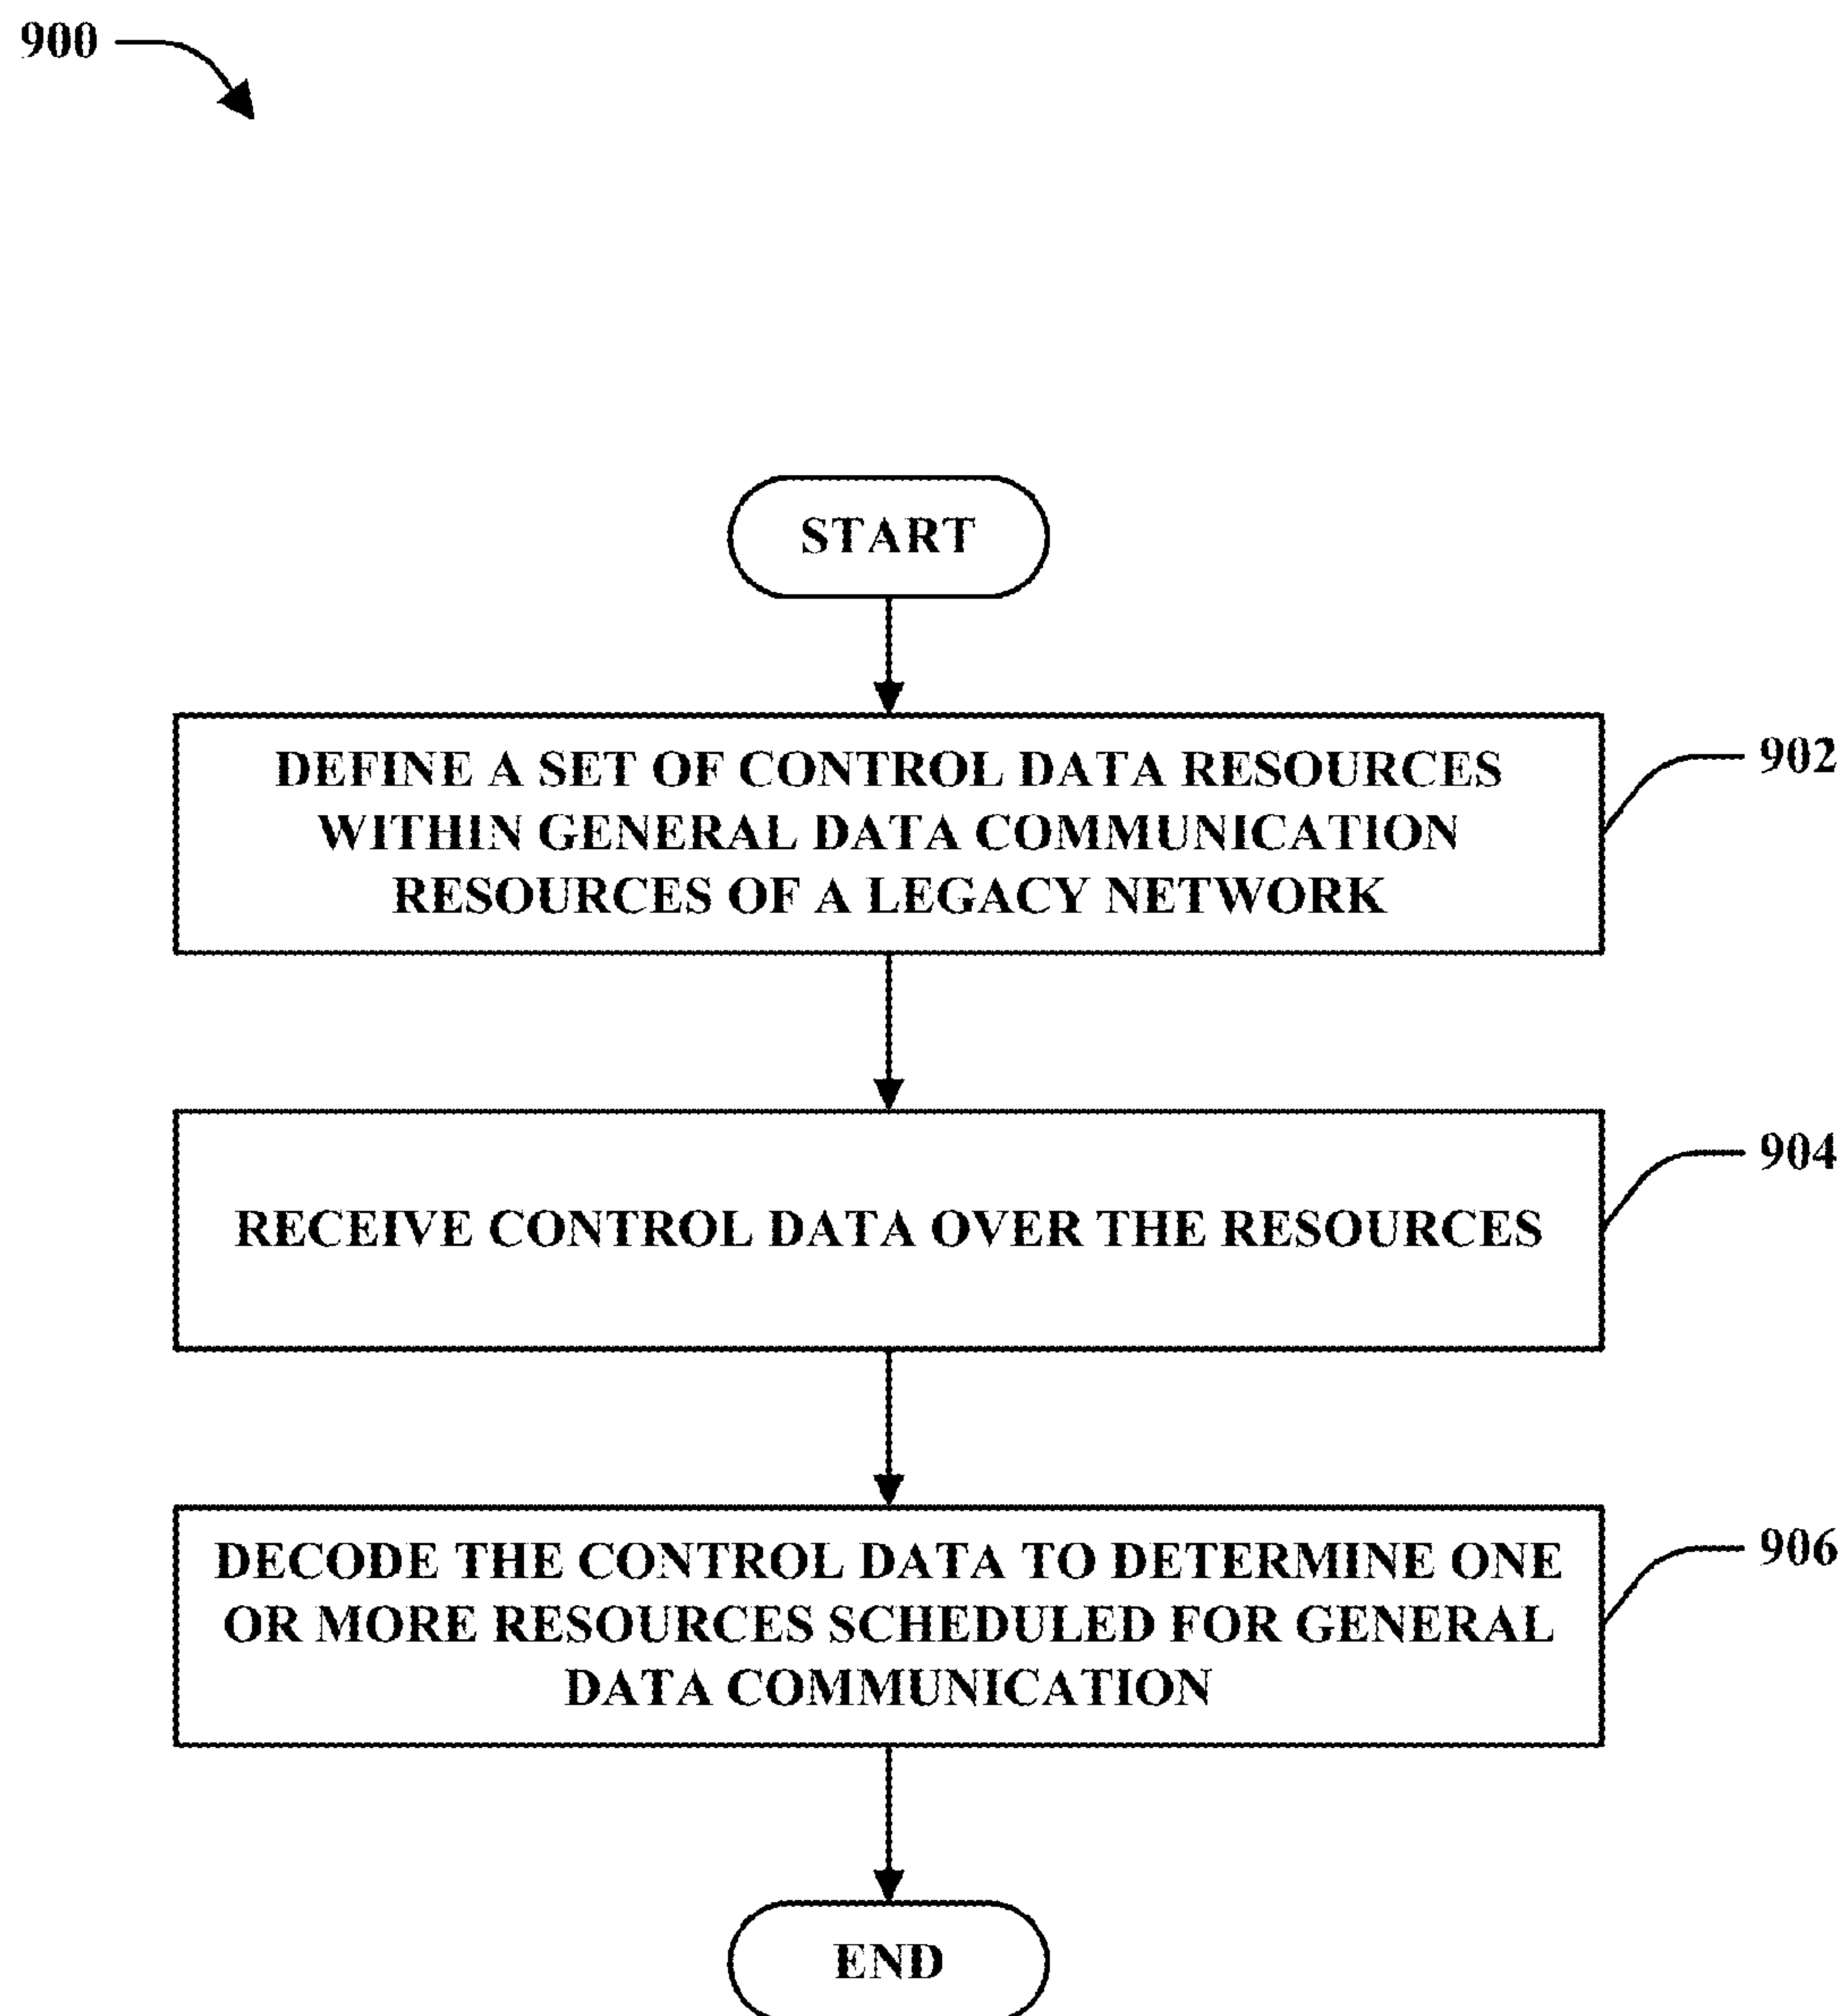 900
START
DEFINE A SET OF CONTROL DATA RESOURCES
WITHIN GENERAL DATA COMMUNICATION
RESOURCES OF A LEGACY NETWORK
902
RECEIVE CONTROL DATA OVER THE RESOURCES
904
DECODE THE CONTROL DATA TO DETERMINE ONE
OR MORE RESOURCES SCHEDULED FOR GENERAL
DATA COMMUNICATION
906
END